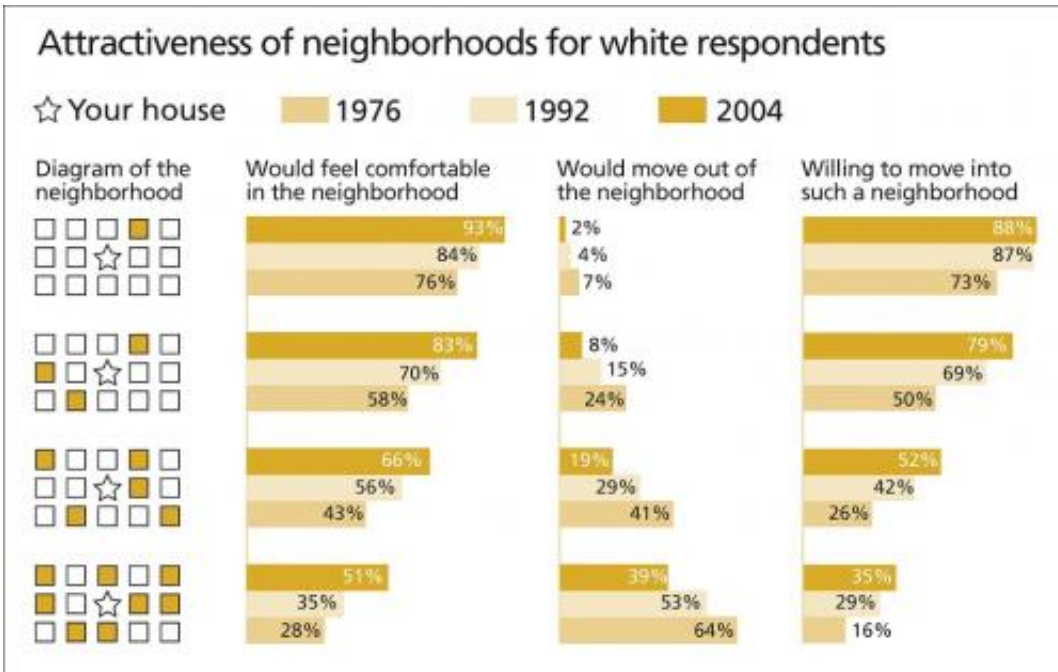 Attractiveness of neighborhoods for white respondents
Your house 1976 1992 2004
Diagram of the neighborhood
Would feel comfortable in the neighborhood
Would move out of the neighborhood
Willing to move into such a neighborhood
93% 2% 88%
84% 4% 87%
76% 7% 73%
83% 8% 79%
70% 15% 69%
58% 24% 50%
66% 19% 52%
56% 29% 42%
43% 41% 26%
51% 39% 35%
35% 53% 29%
28% 64% 16%